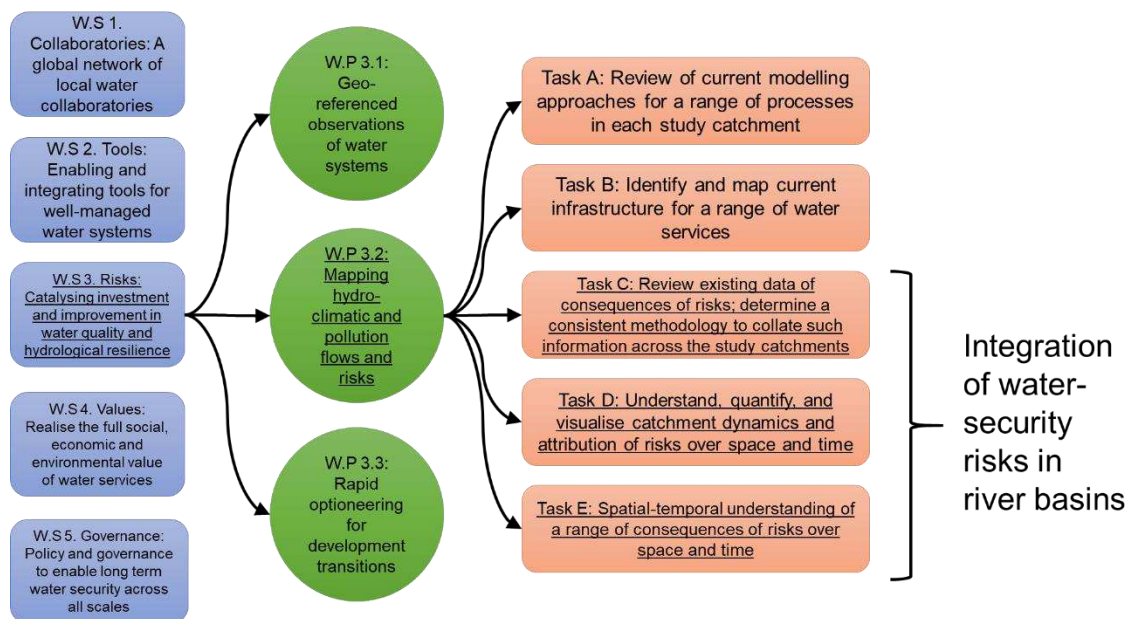 W.S 1.
Collaboratories: A
global network of
local water
collaboratories
W.S 2. Tools:
Enabling and
integrating tools for
well-managed
water systems
W.S 3. Risks:
Catalysing investment
and improvement in
water quality and
hydrological resilience
W.S 4. Values:
Realise the full social,
economic and
environmental value
of water services
W.S 5. Governance:
Policy and governance
to enable long term
water security across
all scales
W.P 3.1:
Geo-
referenced
observations
of water
systems
W.P 3.2:
Mapping
hydro-
climatic and
pollution
flows and
risks
W.P 3.3:
Rapid
optioneering
for
development
transitions
Task A: Review of current modelling
approaches for a range of processes
in each study catchment
Task B: Identify and map current
infrastructure for a range of water
services
Task C: Review existing data of
consequences of risks; determine a
consistent methodology to collate such
information across the study catchments
Task D: Understand, quantify, and
visualise catchment dynamics and
attribution of risks over space and time
Task E: Spatial-temporal understanding of
a range of consequences of risks over
space and time
Integration
of water-
security
risks in
river basins